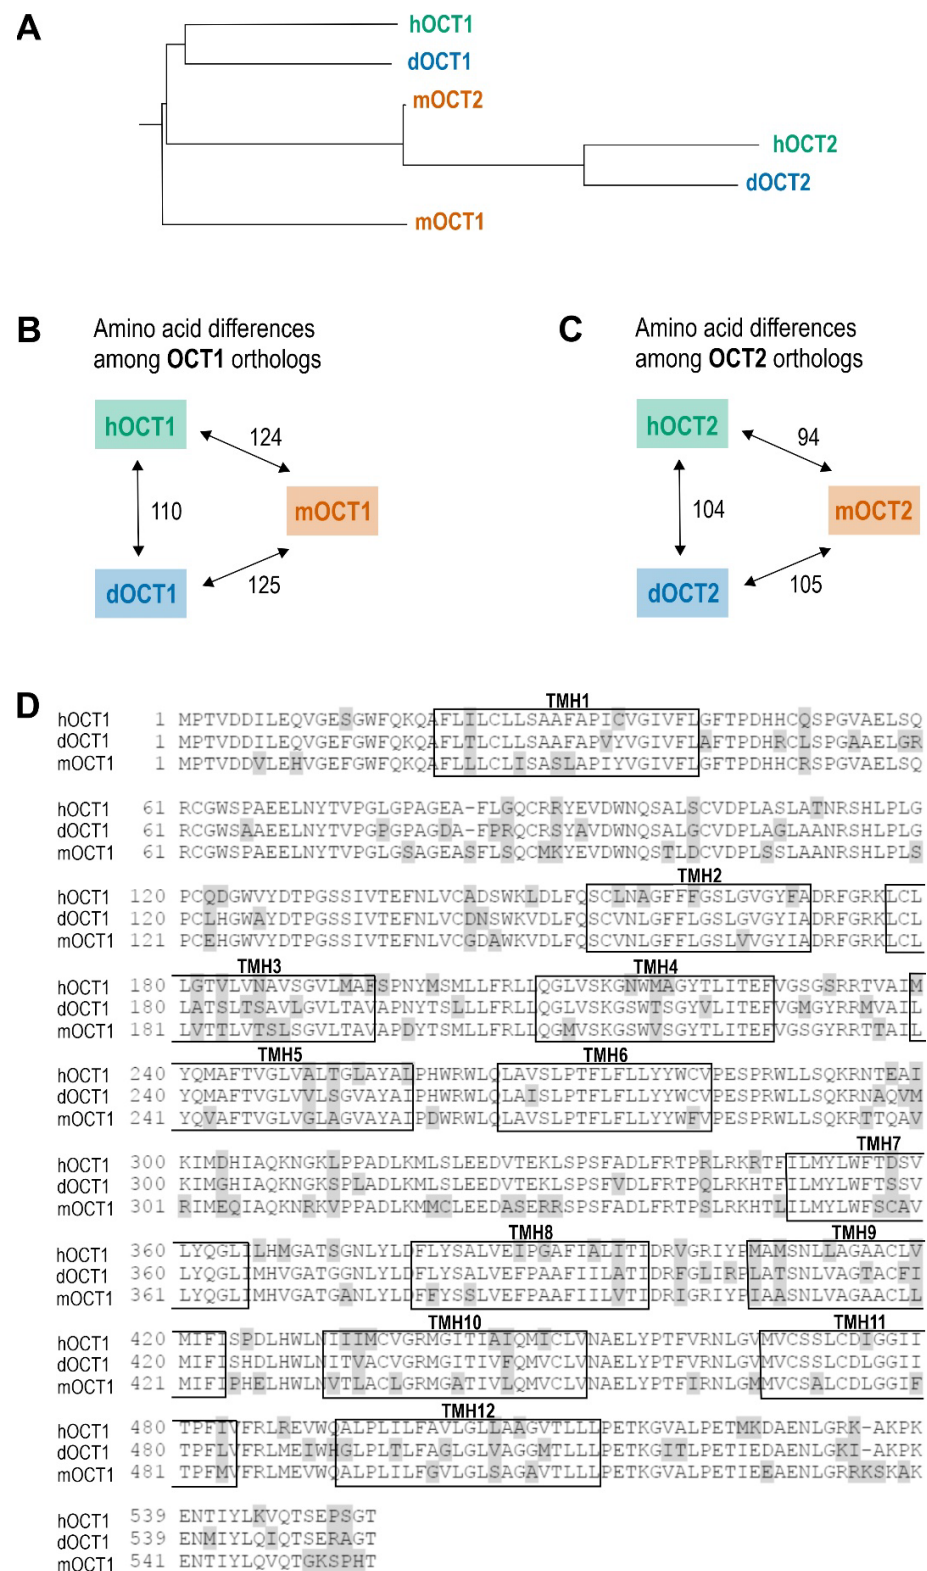 A
hOCT1
dOCT1
mOCT2
hOCT2
dOCT2
mOCT1
B
Amino acid differences
among OCT1 orthologs
hOCT1
124
110
mOCT1
125
dOCT1
C
Amino acid differences
among OCT2 orthologs
hOCT2
94
104
mOCT2
105
dOCT2
D
TMH1
hOCT1 1 MPTVDDILEQVGESGWFQKQAFLILCLLSAAFAPICVGIVFLGFTPDHHCQSPGVAELSQ
dOCT1 1 MPTVDDILEQVGEFGWFQKQAFLTLCLLSAAFAPVYVGIVFLAFTPDHRCLSPGAAELGR
mOCT1 1 MPTVDDVLEHVGEFGWFQKQAFLLLCLISASLAPIYVGIVFLGFTPDHHCRSPGVAELSQ
hOCT1 61 RCGWSPAEELNYTVPGLGPAGEA-FLGQCRRYEVDWNQSALSCVDPLASLATNRSHLPLG
dOCT1 61 RCGWSAAEELNYTVPGPGPAGDA-FPRQCRSYAVDWNQSALGCVDPLAGLAANRSHLPLG
mOCT1 61 RCGWSPAEELNYTVPGLGSAGEASFLSQCMKYEVDWNQSTLDCVDPLSSLAANRSHLPLS
TMH2
hOCT1 120 PCQDGWVYDTPGSSIVTEFNLVCADSWKLDLFQSCLNAGFFFGSLGVGYFADRFGRKLCL
dOCT1 120 PCLHGWAYDTPGSSIVTEFNLVCDNSWKVDLFQSCVNLGFFLGSLGVGYIADRFGRKLCL
mOCT1 121 PCEHGWVYDTPGSSIVTEFNLVCGDAWKVDLFQSCVNLGFFLGSLVVGYIADRFGRKLCL
TMH3
TMH4
hOCT1 180 LGTVLVNAVSGVLMAFSPNYMSMLLFRLLQGLVSKGNWMAGYTLITEFVGSGSRRTVAIM
dOCT1 180 LATSLTSAVLGVLTAVAPNYTSLLLFRLLQGLVSKGSWTSGYVLITEFVGMGYRRMVAIL
mOCT1 181 LVTTLVTSLSGVLTAVAPDYTSMLLFRLLQGMVSKGSWVSGYTLITEFVGSGYRRTTAIL
TMH5
TMH6
hOCT1 240 YQMAFTVGLVALTGLAYALPHWRWLQLAVSLPTFLFLLYYWCVPESPRWLLSQKRNTEAI
dOCT1 240 YQMAFTVGLVVLSGVAYAIPHWRWLQLAISLPTFLFLLYYWCVPESPRWLLSQKRNAQVM
mOCT1 241 YQVAFTVGLVGLAGVAYAIPDWRWLQLAVSLPTFLFLLYYWFVPESPRWLLSQKRTTQAV
TMH7
hOCT1 300 KIMDHIAQKNGKLPPADLKMLSLEEDVTEKLSPSFADLFRTPRLRKRTFILMYLWFTDSV
dOCT1 300 KIMGHIAQKNGKSPLADLKMLSLEEDVTEKLSPSFVDLFRTPQLRKHTFILMYLWFTSSV
mOCT1 301 RIMEQIAQKNRKVPPADLKMMCLEEDASERRSPSFADLFRTPSLRKHTLILMYLWFSCAV
TMH8
TMH9
hOCT1 360 LYQGLILHMGATSGNLYLDFLYSALVEIPGAFIALITIDRVGRIYPMAMSNLLAGAACLV
dOCT1 360 LYQGLIMHVGATGGNLYLDFLYSALVEFPAAFIILATIDRFGLIRPLATSNLVAGTACFI
mOCT1 361 LYQGLIMHVGATGANLYLDFFYSSLVEFPAAFIILVTIDRIGRIYPIAASNLVAGAACLL
TMH10
TMH11
hOCT1 420 MIFISPDLHWLNIIIMCVGRMGITIAIQMICLVNAELYPTFVRNLGVMVCSSLCDIGGII
dOCT1 420 MIFISHDLHWLNITVACVGRMGITIVFQMVCLVNAELYPTFVRNLGVMVCSSLCDLGGII
mOCT1 421 MIFIPHELHWLNVTLACLGRMGATIVLQMVCLVNAELYPTFIRNLGMMVCSALCDLGGIF
TMH12
hOCT1 480 TPFIVFRLREVWQALPLILFAVLGLLAAGVTLLLPETKGVALPETMKDAENLGRK-AKPK
dOCT1 480 TPFLVFRLMEIWHGLPLTLFAGLGLVAGGMTLLLPETKGITLPETIEDAENLGKI-AKPK
mOCT1 481 TPFMVFRLMEVWQALPLILFGVLGLSAGAVTLLLPETKGVALPETIEEAENLGRRKSKAK
hOCT1 539 ENTIYLKVQTSEPSGT
dOCT1 539 ENMIYLQIQTSERAGT
mOCT1 541 ENTIYLQVQTGKSPHT